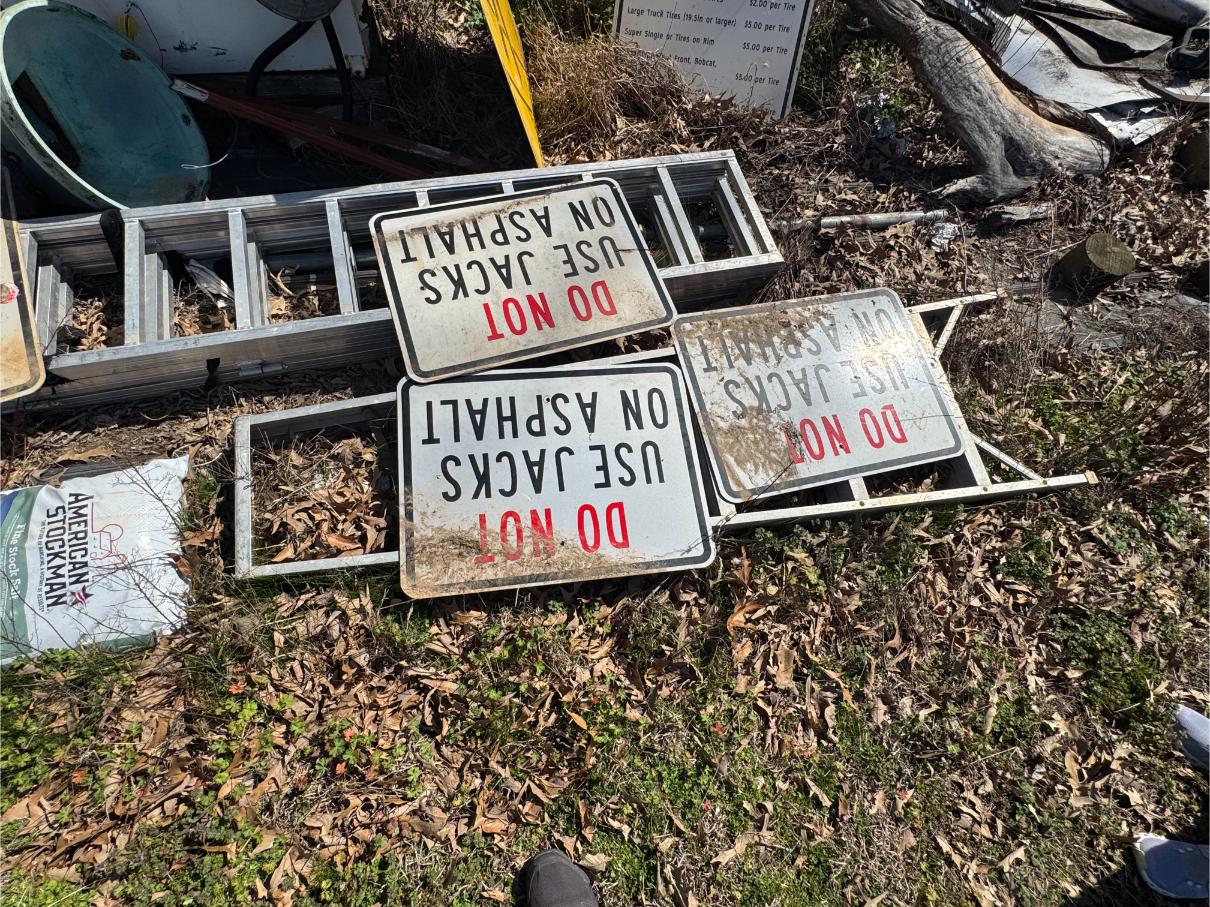 $2.00 per Tire
Large Truck Tires (19.5in or larger) $5.00 per Tire
Super Single or Tires on Rim $5.00 per Tire
Front, Bobcat,
$5.00 per Tire
DO NOT
USE JACKS
ON ASPHALT
DO NOT
USE JACKS
ON ASPHALT
DO NOT
USE JACKS
ON ASPHALT
AMERICAN
STOCKMAN